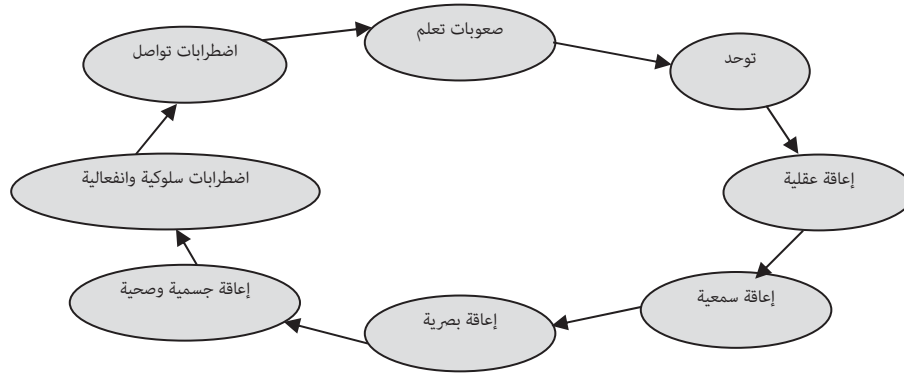 صعوبات تعلم
توحد
إعاقة عقلية
إعاقة سمعية
إعاقة بصرية
إعاقة جسمية وصحية
اضطرابات سلوكية وانفعالية
اضطرابات تواصل